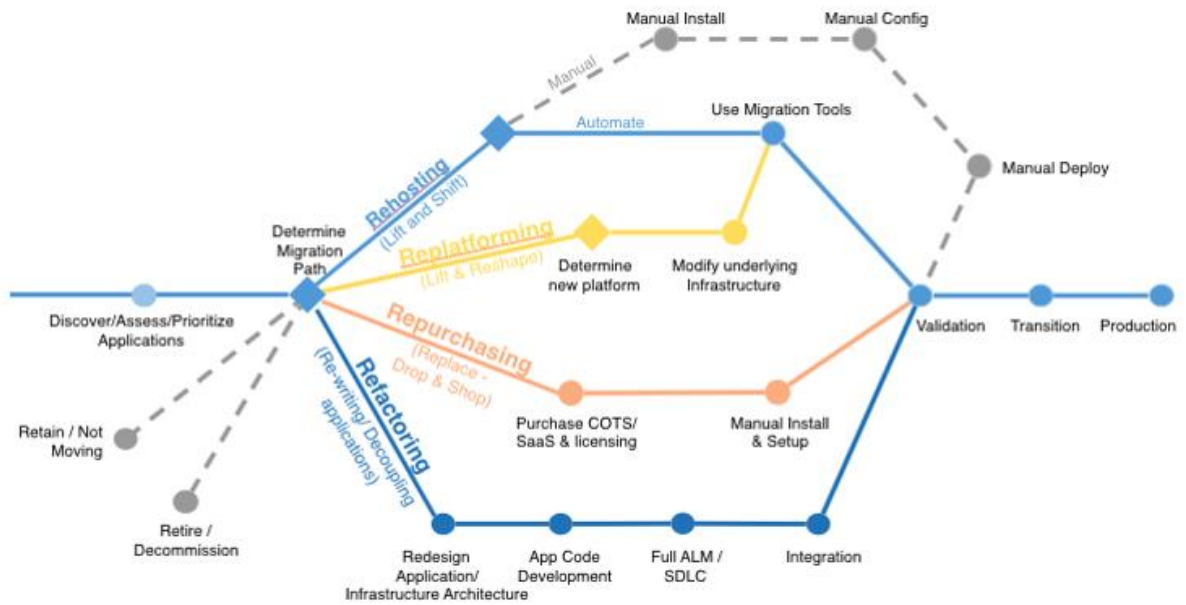 Manual Install
Manual Config
Manual
Use Migration Tools
Automate
Manual Deploy
Rehosting
(Lift and Shift)
Determine
Migration
Path
Replatforming
(Lift & Reshape)
Determine
new platform
Modify underlying
Infrastructure
Discover/Assess/Prioritize
Applications
Validation
Transition
Production
Repurchasing
(Replace -
Drop & Shop)
Purchase COTS/
SaaS & licensing
Manual Install
& Setup
Refactoring
(Re-writing/ Decoupling
applications)
Retain / Not
Moving
Retire /
Decommission
Redesign
Application/
Infrastructure Architecture
App Code
Development
Full ALM /
SDLC
Integration